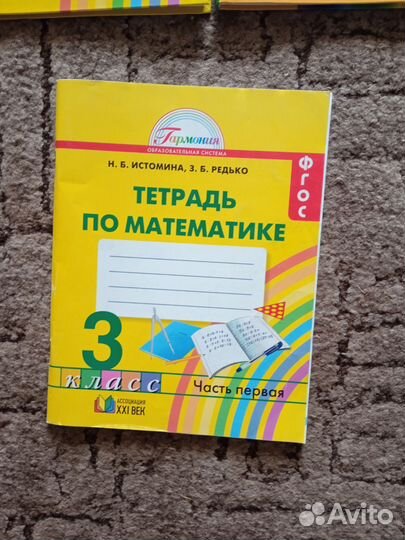 Гармония
ОБРАЗОВАТЕЛЬНАЯ СИСТЕМА
Н. Б. ИСТОМИНА, З. Б. РЕДЬКО
ФГОС
ТЕТРАДЬ
ПО МАТЕМАТИКЕ
3
класс
Часть первая
АССОЦИАЦИЯ
XXI ВЕК
Avito